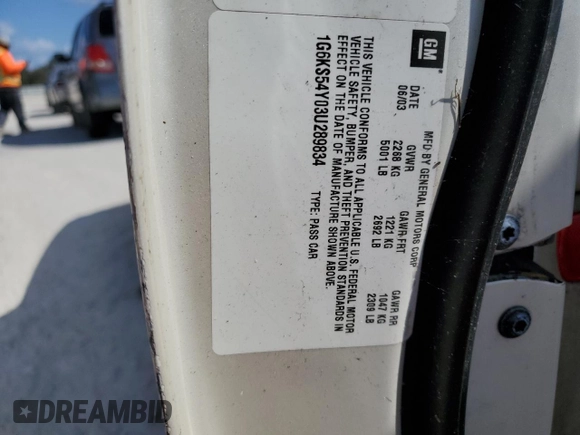 GM
MFD BY GENERAL MOTORS CORP
DATE GVWR GAWR FRT GAWR RR
06/03 2268 KG 1221 KG 1047 KG
5001 LB 2692 LB 2309 LB
THIS VEHICLE CONFORMS TO ALL APPLICABLE U.S. FEDERAL MOTOR
VEHICLE SAFETY, BUMPER, AND THEFT PREVENTION STANDARDS IN
EFFECT ON THE DATE OF MANUFACTURE SHOWN ABOVE.
1G6KS54Y03U289834 TYPE: PASS CAR
DREAMBID